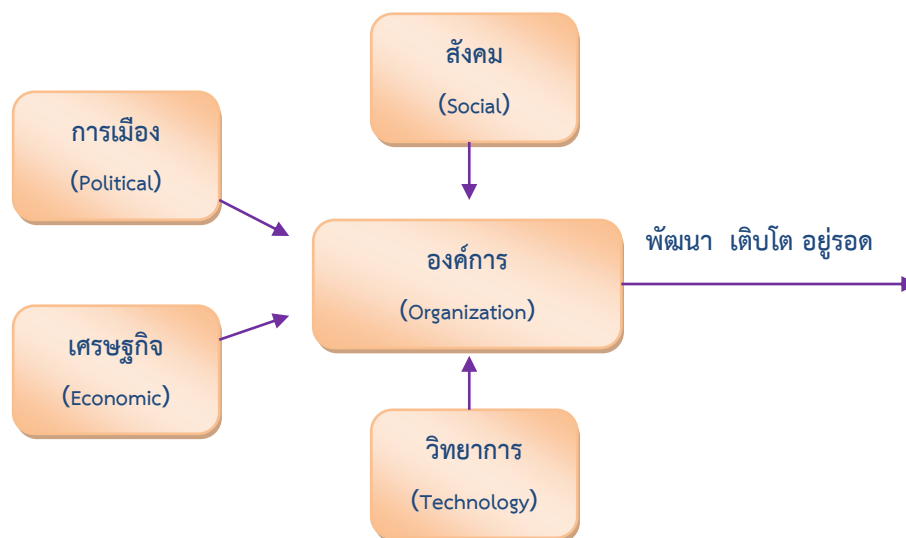 สังคม
(Social)
การเมือง
(Political)
องค์การ
(Organization)
พัฒนา เติบโต อยู่รอด
เศรษฐกิจ
(Economic)
วิทยาการ
(Technology)